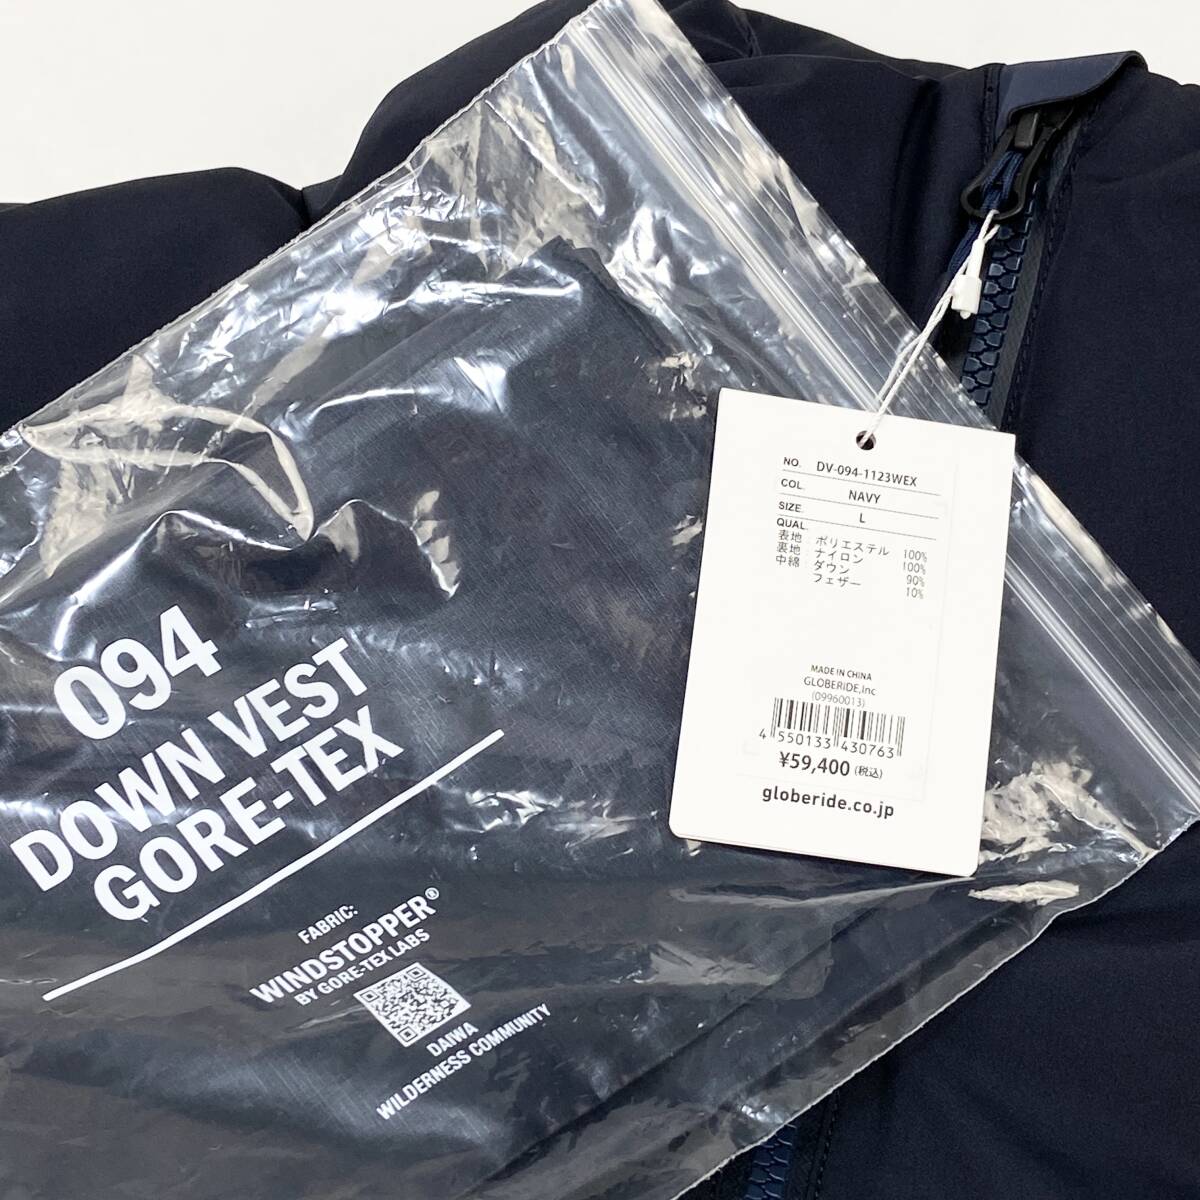 094
DOWN VEST
GORE-TEX
FABRIC:
WINDSTOPPER®
BY GORE-TEX LABS
DAIWA
WILDERNESS COMMUNITY
NO. DV-094-1123WEX
COL. NAVY
SIZE. L
QUAL.
表地：ポリエステル 100%
裏地：ナイロン 100%
中綿：ダウン 90%
フェザー 10%
MADE IN CHINA
GLOBERIDE,Inc
(09960013)
4 550133 430763
¥59,400 (税込)
globeride.co.jp